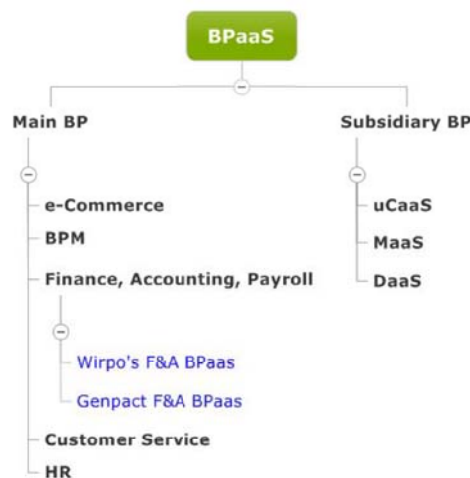 BPaaS
Main BP
Subsidiary BP
e-Commerce
BPM
Finance, Accounting, Payroll
Wirpo's F&A BPaas
Genpact F&A BPaas
Customer Service
HR
uCaaS
MaaS
DaaS